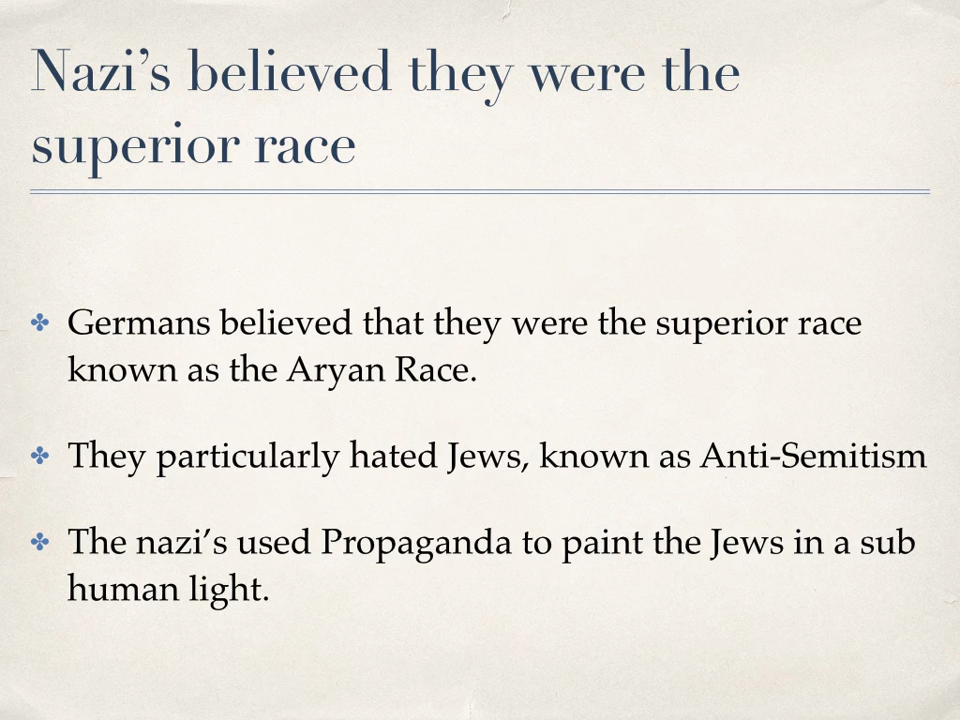 Nazi’s believed they were the
superior race
✤ Germans believed that they were the superior race
known as the Aryan Race.
✤ They particularly hated Jews, known as Anti-Semitism
✤ The nazi’s used Propaganda to paint the Jews in a sub
human light.